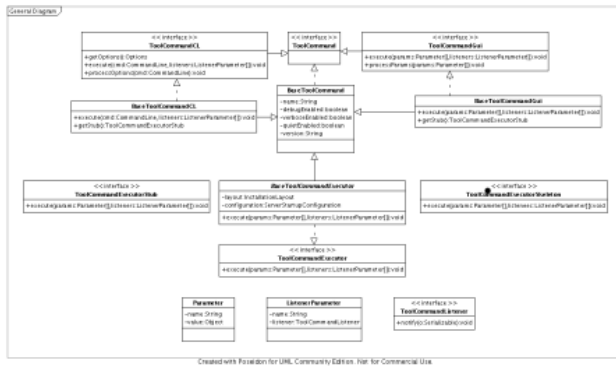 General Diagram
<< interface >>
ToolCommandCL
+getOptions(): Options
+execute(cmd:CommandLine,listeners:ListenerParameter[]):void
+processOptions(cmd:CommandLine):void
<< interface >>
ToolCommand
<< interface >>
ToolCommandGui
+execute(params:Parameter[],listeners:ListenerParameter[]):void
+processParams(params:Parameter[]):void
BaseToolCommandCL
+execute(cmd:CommandLine,listeners:ListenerParameter[]):void
+getStub():ToolCommandExecutorStub
BaseToolCommand
-name:String
-debugEnabled:boolean
-verboseEnabled:boolean
-quietEnabled:boolean
-version:String
BaseToolCommandGui
+execute(params:Parameter[],listeners:ListenerParameter[]):void
+getStub():ToolCommandExecutorStub
<< interface >>
ToolCommandExecutorStub
+execute(params:Parameter[],listeners:ListenerParameter[]):void
BaseToolCommandExecutor
-layout:InstallationLayout
-configuration:ServerStartupConfiguration
+execute(params:Parameter[],listeners:ListenerParameter[]):void
<< interface >>
ToolCommandExecutorSkeleton
+execute(params:Parameter[],listeners:ListenerParameter[]):void
<< interface >>
ToolCommandExecutor
+execute(params:Parameter[],listeners:ListenerParameter[]):void
Parameter
-name:String
-value:Object
ListenerParameter
-name:String
-listener:ToolCommandListener
<< interface >>
ToolCommandListener
+notify(o:Serializable):void
Created with Poseidon for UML Community Edition. Not for Commercial Use.